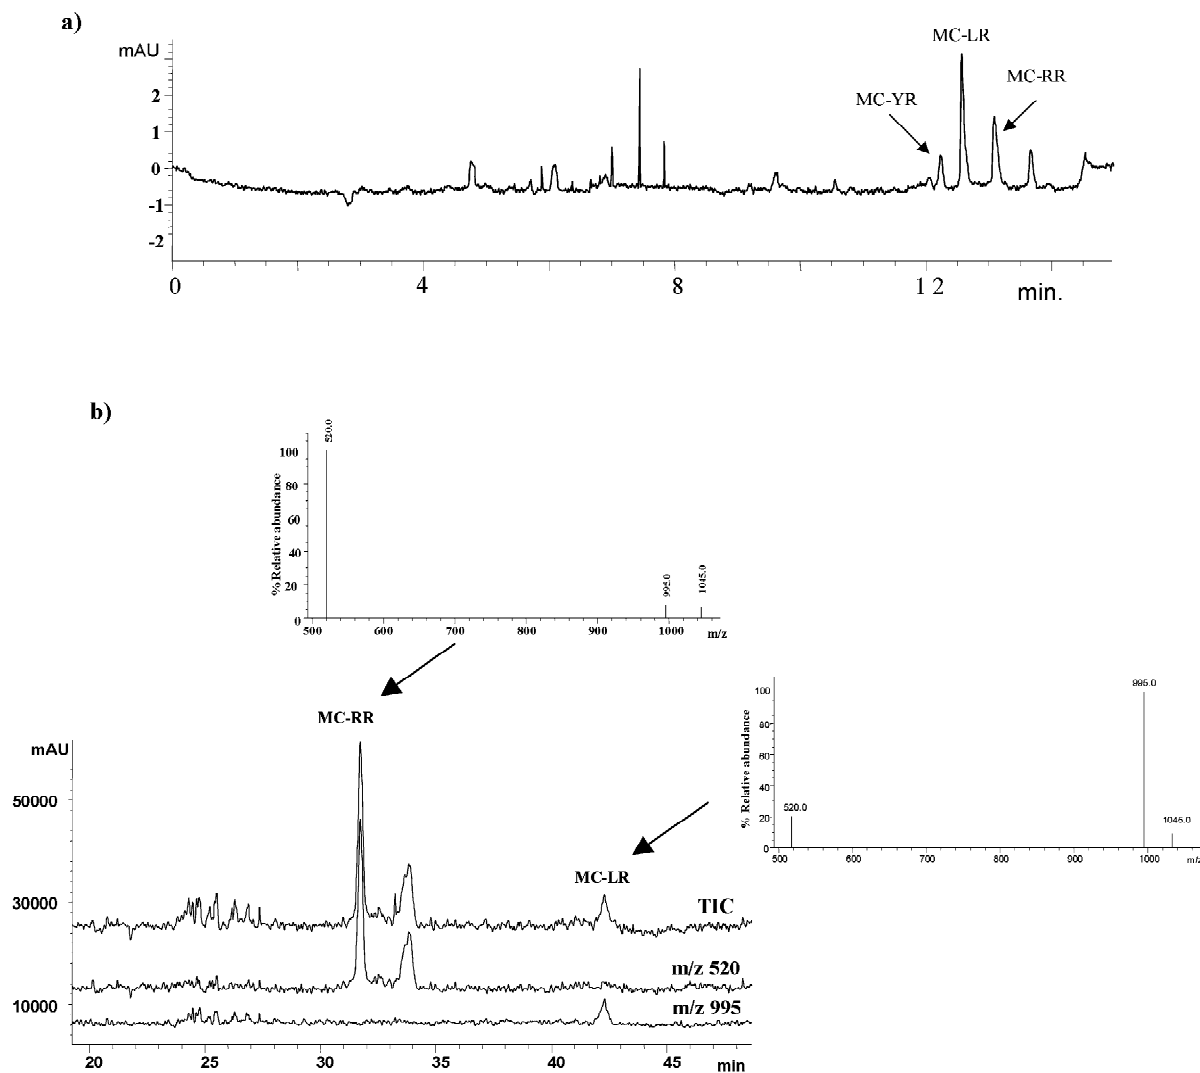 a)
mAU
MC-LR
MC-RR
MC-YR
2
1
0
-1
-2
0 4 8 12 min.
b)
520.0
100
80
60
40
20
0
% Relative abundance
995.0
1045.0
500 600 700 800 900 1000 m/z
MC-RR
995.0
100
80
60
40
20
0
% Relative abundance
520.0
1045.0
500 600 700 800 900 1000 m/z
mAU
50000
30000
10000
MC-LR
TIC
m/z 520
m/z 995
20 25 30 35 40 45 min